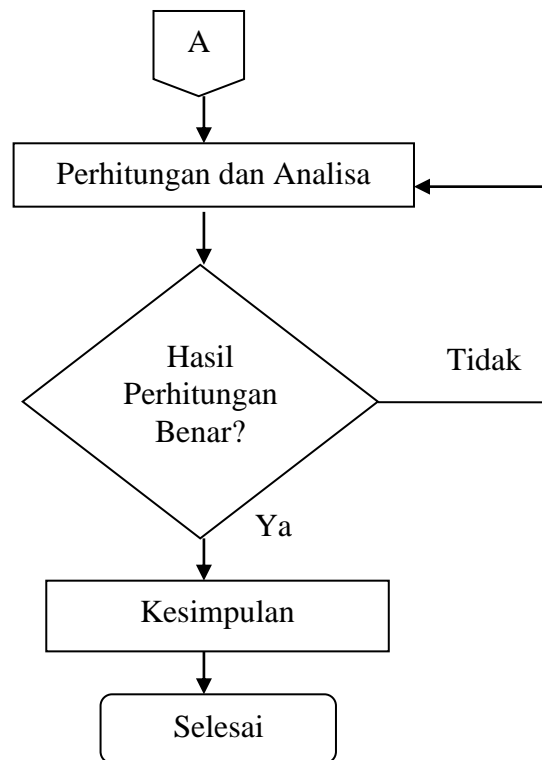 A
Perhitungan dan Analisa
Hasil
Perhitungan
Benar?
Tidak
Ya
Kesimpulan
Selesai